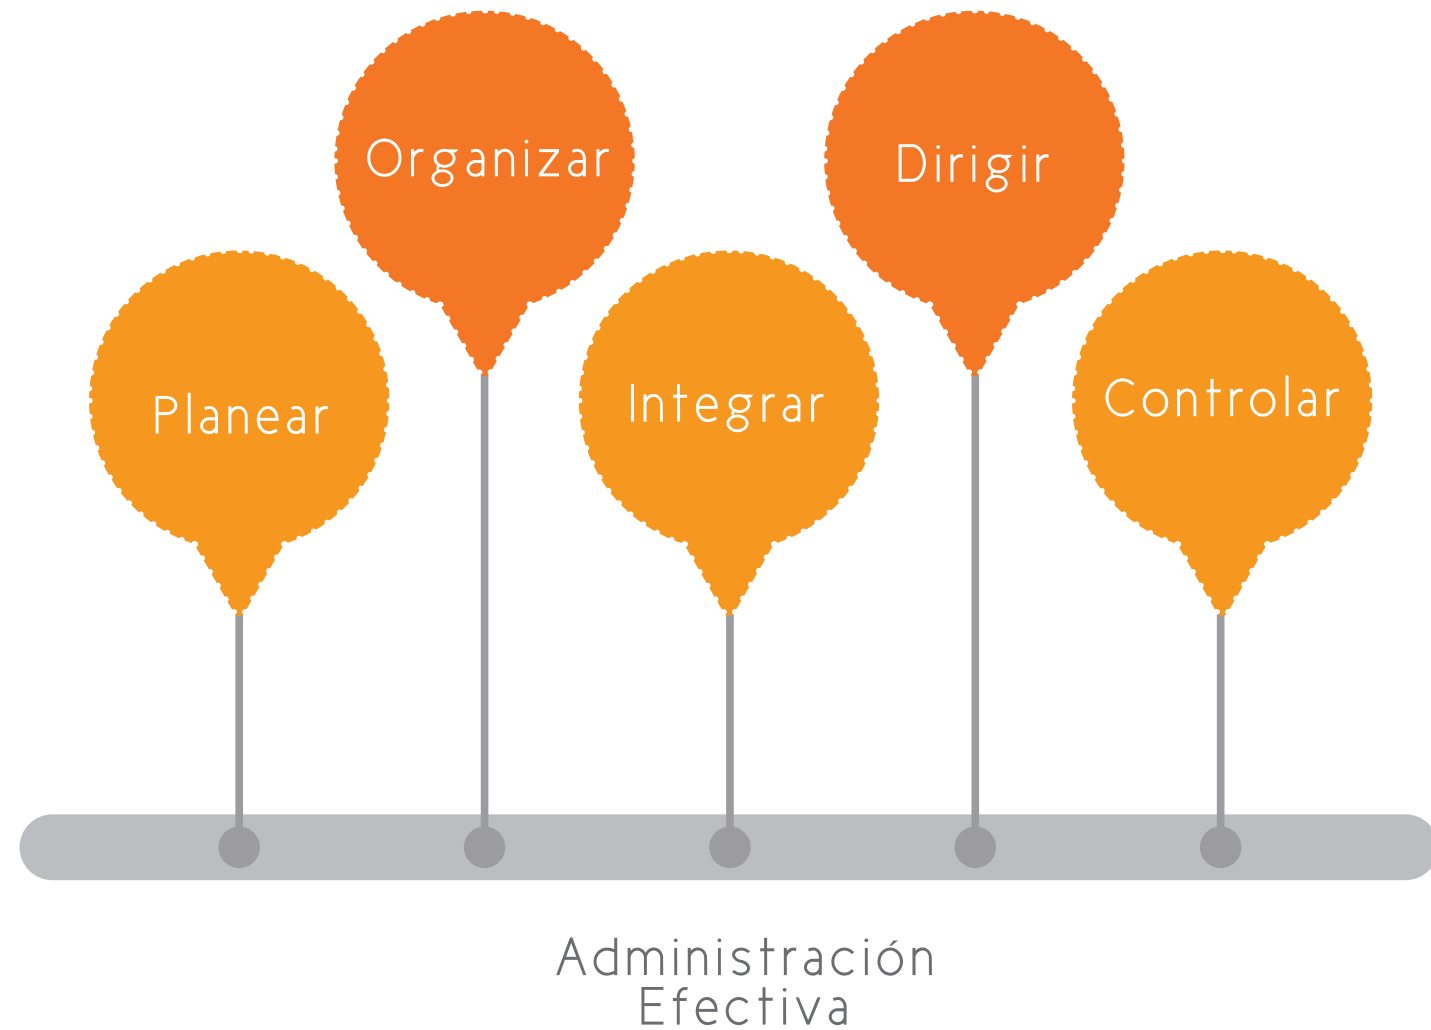 Planear
Organizar
Integrar
Dirigir
Controlar
Administración
Efectiva